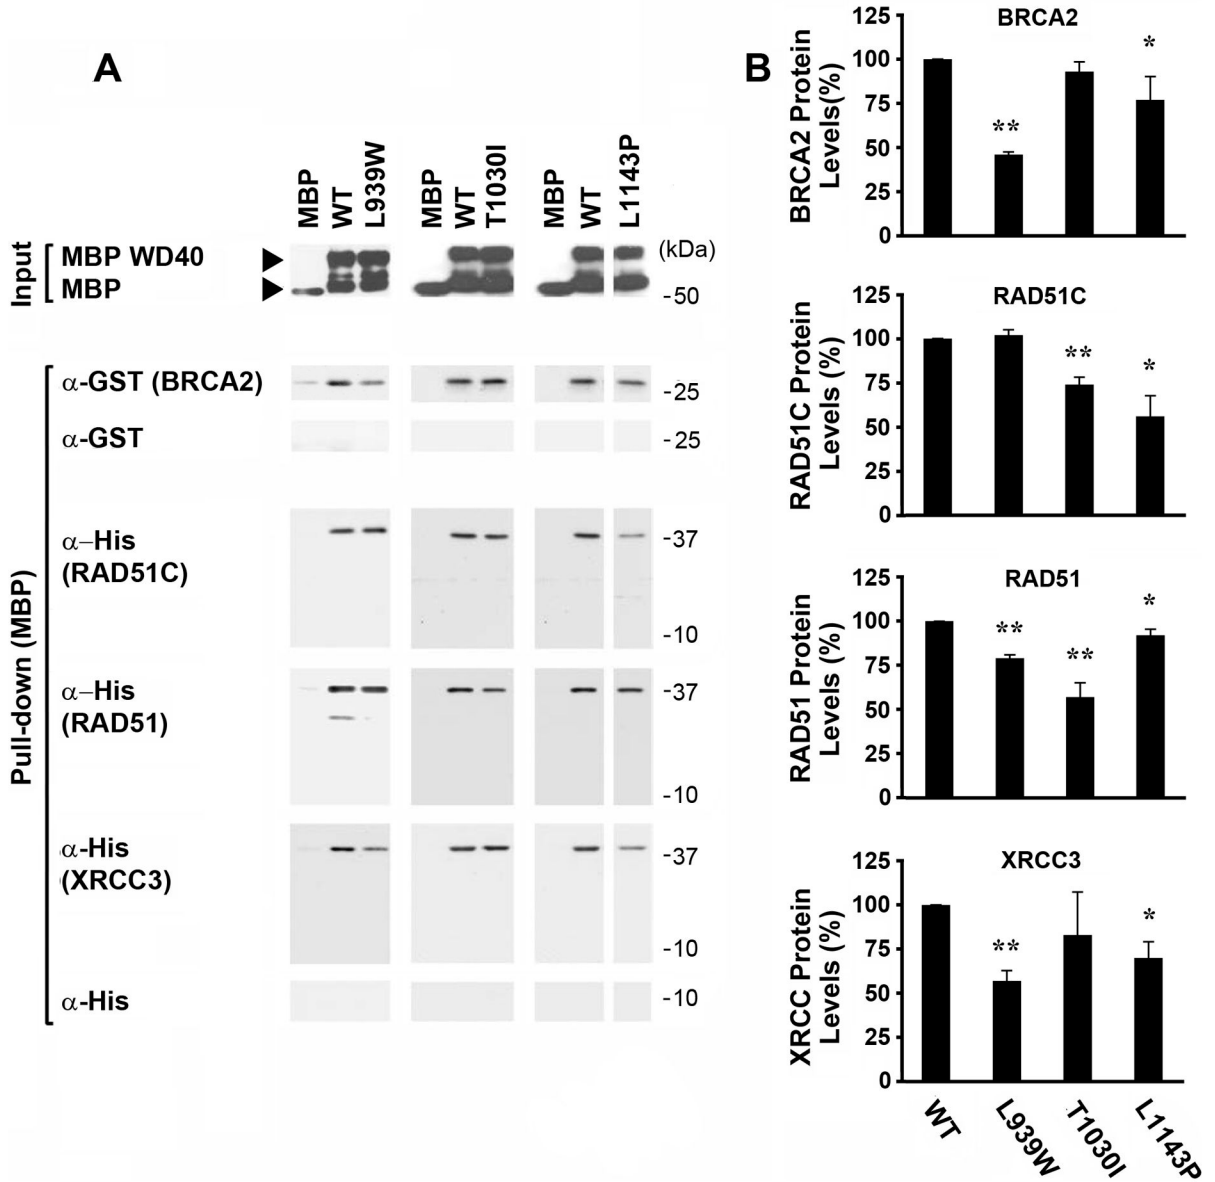 A
MBP
WT
L939W
MBP
WT
T1030I
MBP
WT
L1143P
Input
MBP WD40
MBP
(kDa)
-50
Pull-down (MBP)
α-GST (BRCA2)
-25
α-GST
-25
α–His
(RAD51C)
-37
-10
α–His
(RAD51)
-37
-10
α-His
(XRCC3)
-37
-10
α-His
-10
B
BRCA2
BRCA2 Protein
Levels(%)
125
100
75
50
25
0
**
*
RAD51C
RAD51C Protein
Levels (%)
125
100
75
50
25
0
**
*
RAD51
RAD51 Protein
Levels (%)
125
100
75
50
25
0
**
**
*
XRCC3
XRCC Protein
Levels (%)
125
100
75
50
25
0
**
*
WT
L939W
T1030I
L1143P